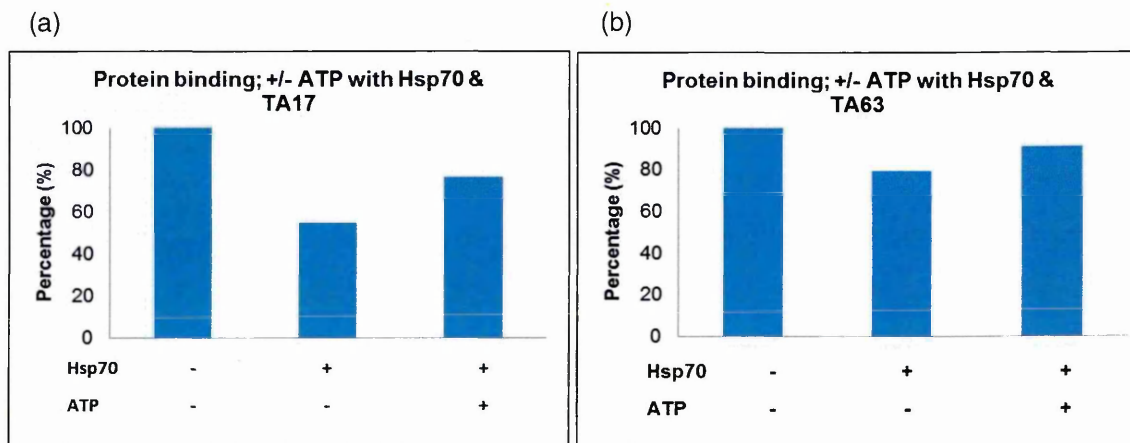 (a)
Protein binding; +/- ATP with Hsp70 &
TA17
100
80
60
40
20
0
Percentage (%)
Hsp70 - + +
ATP - - +
(b)
Protein binding; +/- ATP with Hsp70 &
TA63
100
80
60
40
20
0
Percentage (%)
Hsp70 - + +
ATP - - +